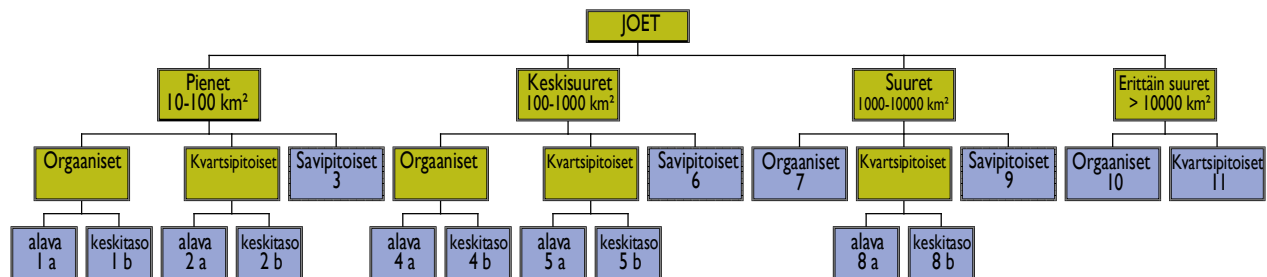 JOET
Pienet
10-100 km²
Keskisuuret
100-1000 km²
Suuret
1000-10000 km²
Erittäin suuret
> 10000 km²
Orgaaniset
Kvartsipitoiset
Savipitoiset
3
Orgaaniset
Kvartsipitoiset
Savipitoiset
6
Orgaaniset
7
Kvartsipitoiset
Savipitoiset
9
Orgaaniset
10
Kvartsipitoiset
11
alava
1 a
keskitaso
1 b
alava
2 a
keskitaso
2 b
alava
4 a
keskitaso
4 b
alava
5 a
keskitaso
5 b
alava
8 a
keskitaso
8 b